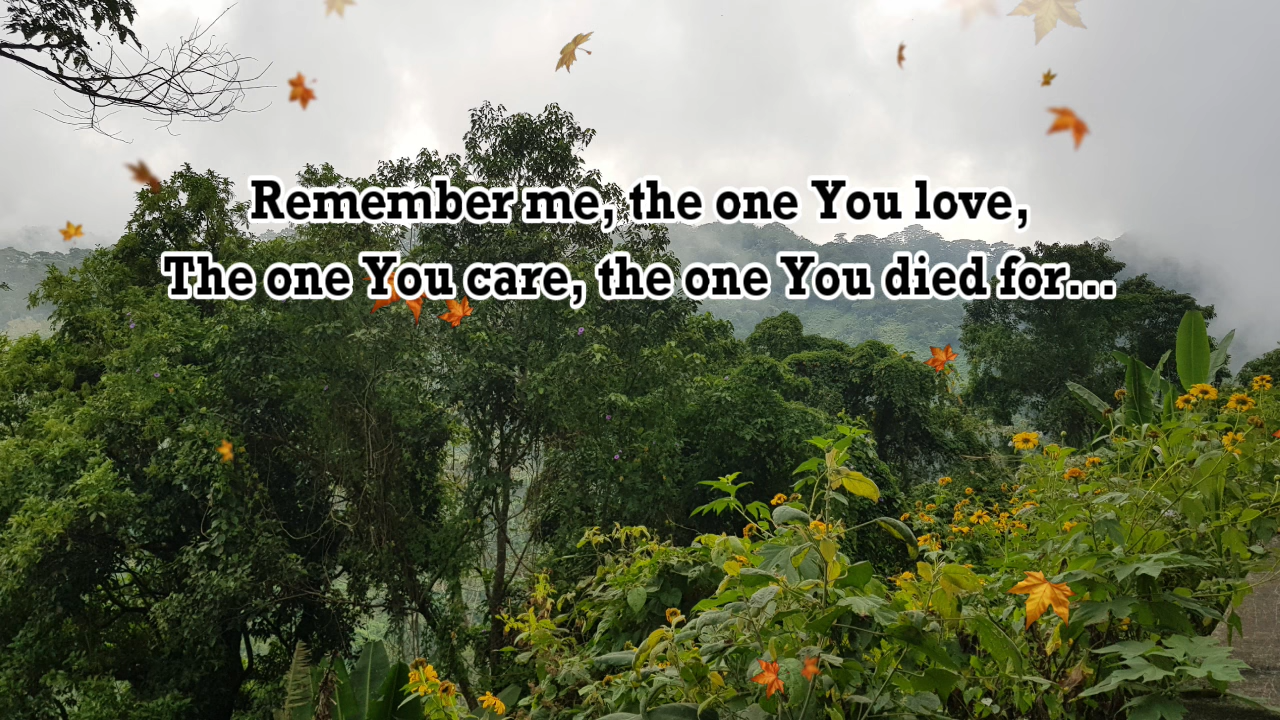 Remember me, the one You love,
The one You care, the one You died for...